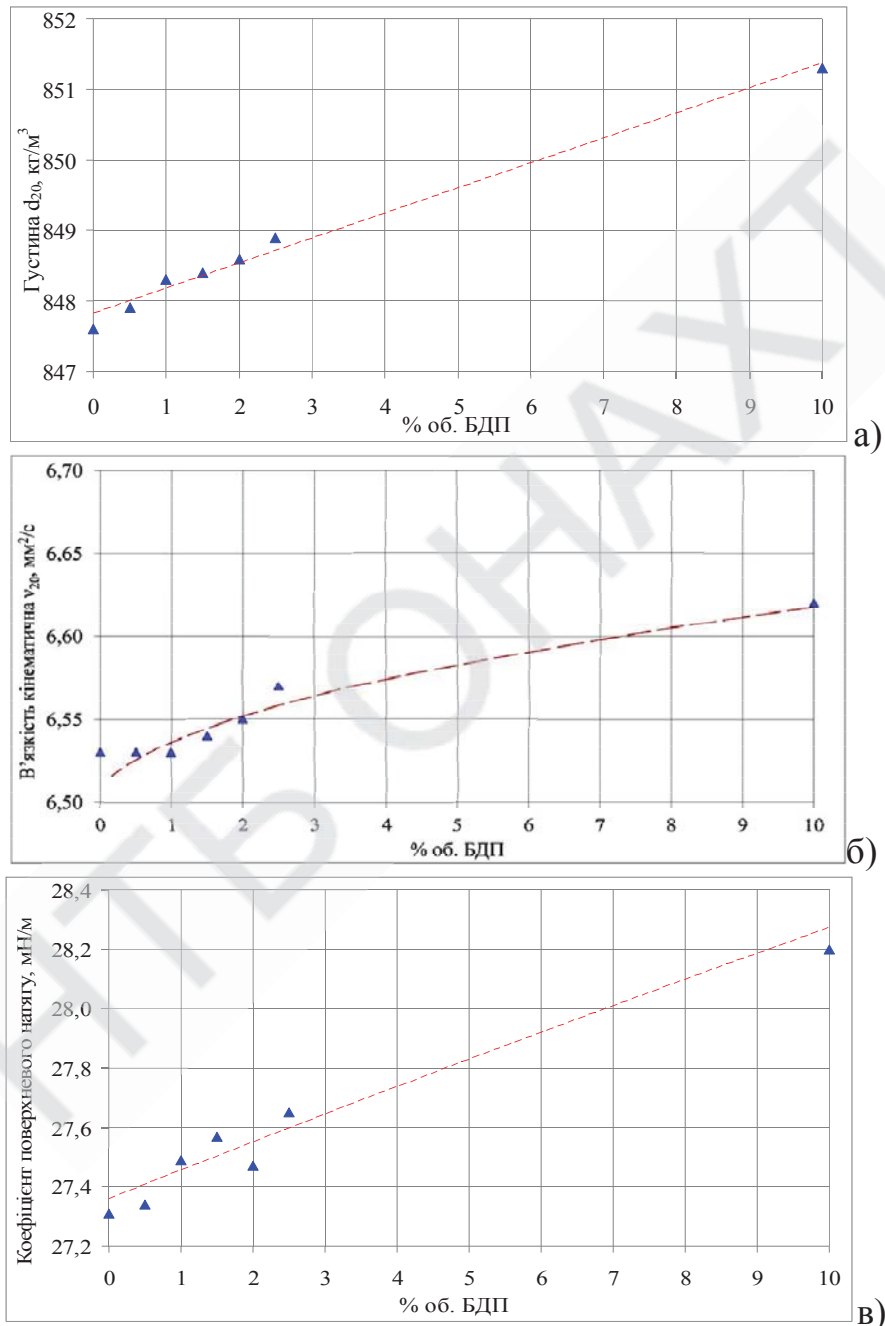 852
851
850
849
848
847
Густина d₂₀, кг/м³
0 1 2 3 4 5 6 7 8 9 10
% об. БДП
а)
6,70
6,65
6,60
6,55
6,50
В'язкість кінематична ν₂₀, мм²/с
0 1 2 3 4 5 6 7 8 9 10
% об. БДП
б)
28,4
28,2
28,0
27,8
27,6
27,4
27,2
Коефіцієнт поверхневого натягу, мН/м
0 1 2 3 4 5 6 7 8 9 10
% об. БДП
в)
НТБ ОНАХТ